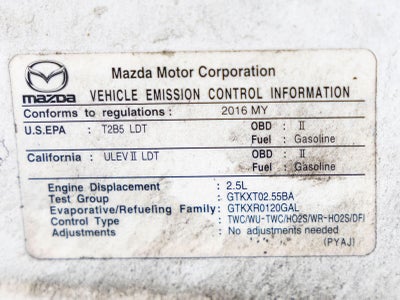 Mazda Motor Corporation
mazda VEHICLE EMISSION CONTROL INFORMATION
Conforms to regulations : 2016 MY
U.S.EPA : T2B5 LDT OBD : II
Fuel : Gasoline
California : ULEV II LDT OBD : II
Fuel : Gasoline
Engine Displacement : 2.5L
Test Group : GTKXT02.55BA
Evaporative/Refueling Family: GTKXR0120GAL
Control Type : TWC/WU-TWC/HO2S/WR-HO2S/DFI
Adjustments : No adjustments needed
(PYAJ)